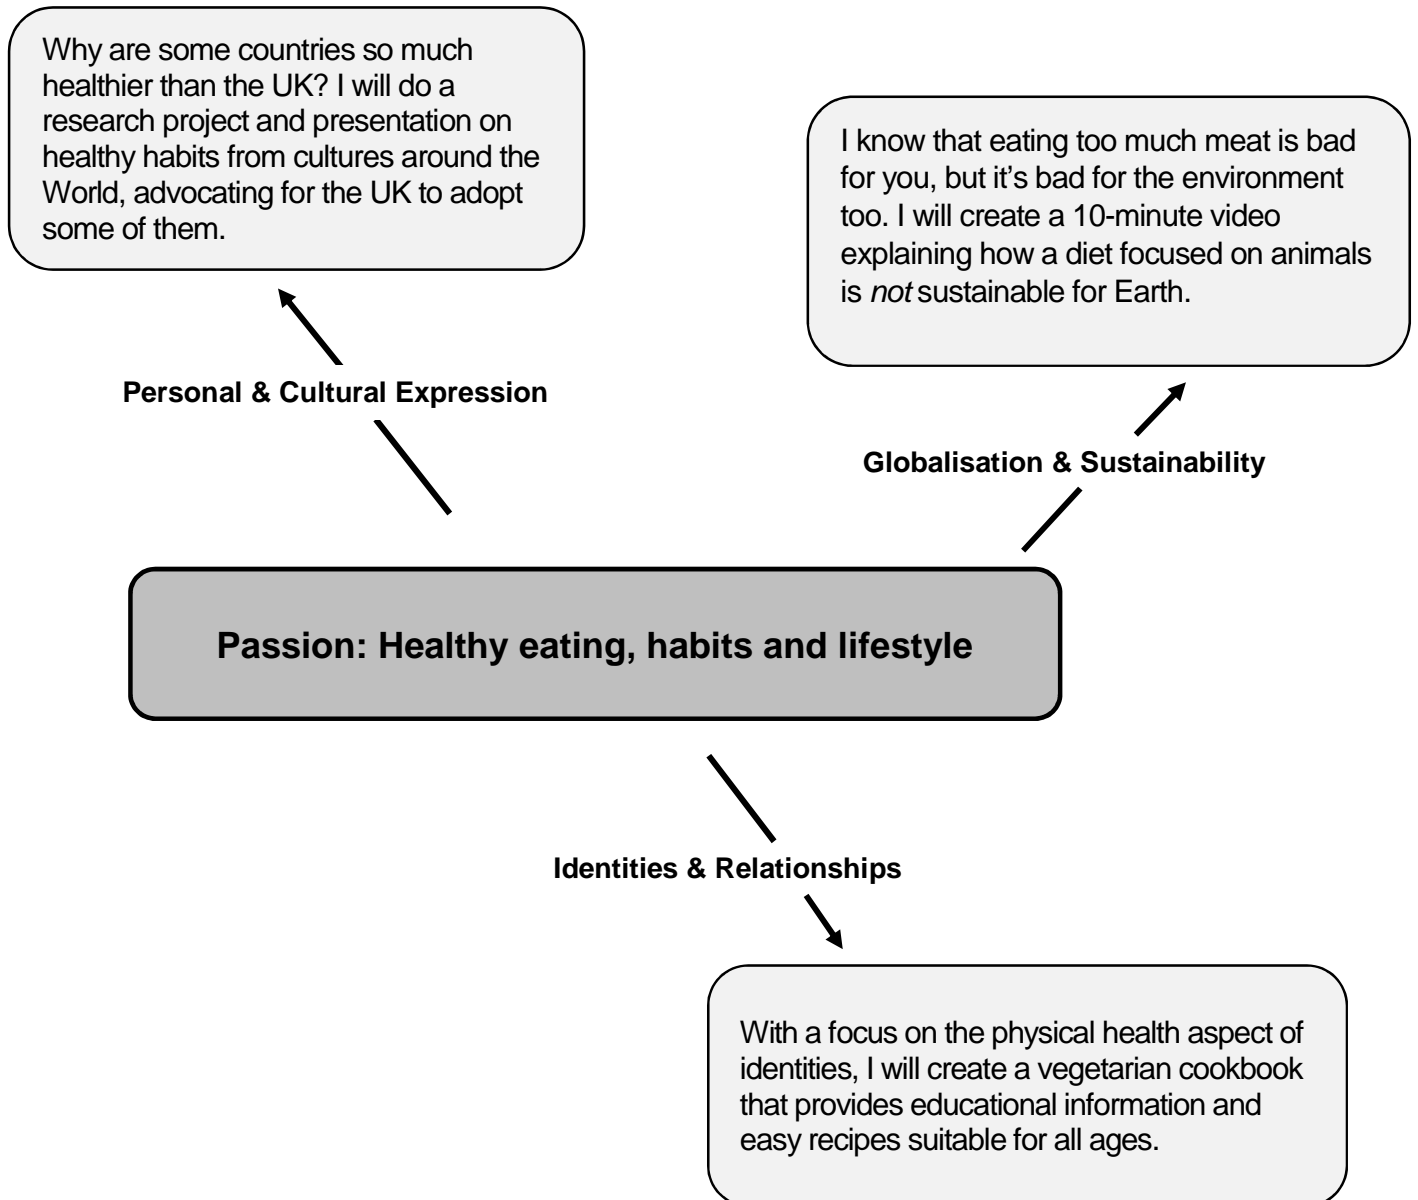 Why are some countries so much
healthier than the UK? I will do a
research project and presentation on
healthy habits from cultures around the
World, advocating for the UK to adopt
some of them.
I know that eating too much meat is bad
for you, but it’s bad for the environment
too. I will create a 10-minute video
explaining how a diet focused on animals
is not sustainable for Earth.
Personal & Cultural Expression
Globalisation & Sustainability
Passion: Healthy eating, habits and lifestyle
Identities & Relationships
With a focus on the physical health aspect of
identities, I will create a vegetarian cookbook
that provides educational information and
easy recipes suitable for all ages.